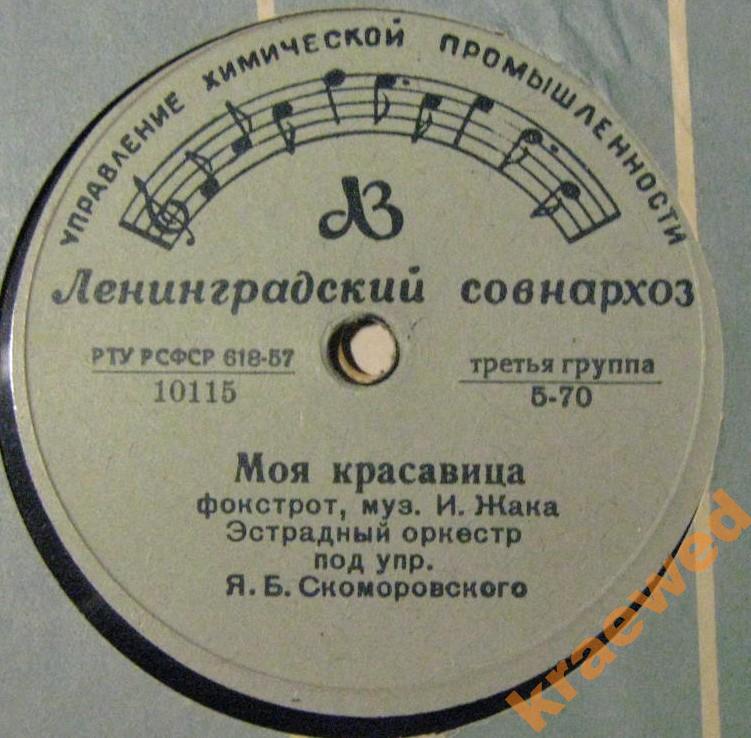 УПРАВЛЕНИЕ ХИМИЧЕСКОЙ ПРОМЫШЛЕННОСТИ
ЛЗ
Ленинградский совнархоз
РТУ РСФСР 618-57
10115
третья группа
5-70
Моя красавица
фокстрот, муз. И. Жака
Эстрадный оркестр
под упр.
Я. Б. Скоморовского
kraewed